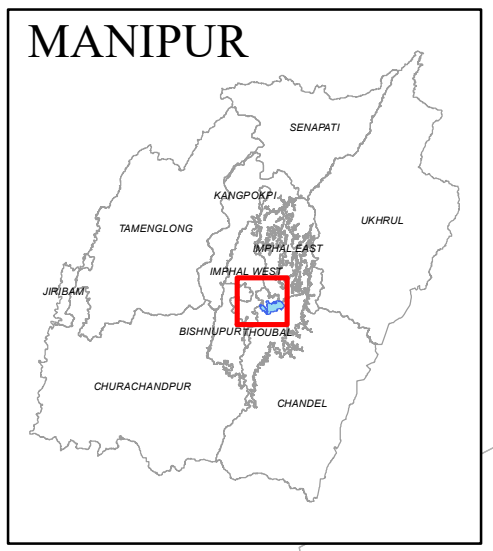 MANIPUR
SENAPATI
KANGPOKPI
UKHRUL
TAMENGLONG
IMPHAL EAST
IMPHAL WEST
JIRIBAM
BISHNUPUR THOUBAL
CHURACHANDPUR
CHANDEL